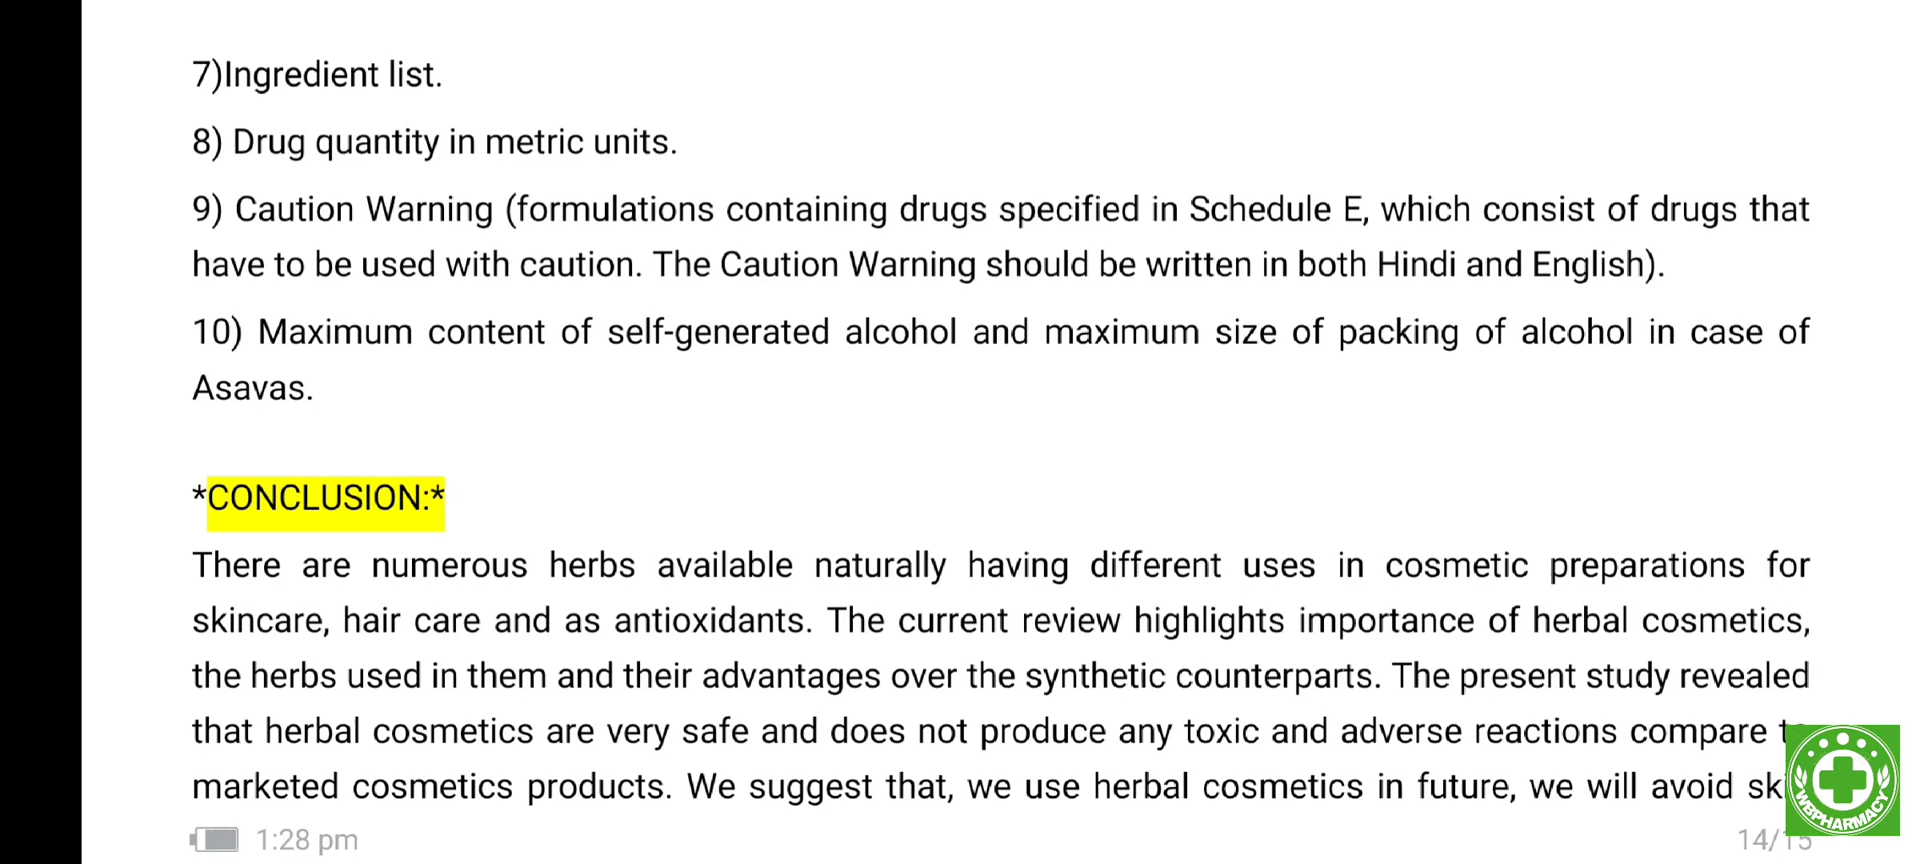 7)Ingredient list.
8) Drug quantity in metric units.
9) Caution Warning (formulations containing drugs specified in Schedule E, which consist of drugs that
have to be used with caution. The Caution Warning should be written in both Hindi and English).
10) Maximum content of self-generated alcohol and maximum size of packing of alcohol in case of
Asavas.
*CONCLUSION:*
There are numerous herbs available naturally having different uses in cosmetic preparations for
skincare, hair care and as antioxidants. The current review highlights importance of herbal cosmetics,
the herbs used in them and their advantages over the synthetic counterparts. The present study revealed
that herbal cosmetics are very safe and does not produce any toxic and adverse reactions compare
marketed cosmetics products. We suggest that, we use herbal cosmetics in future, we will avoid
WBPHARMACY
1:28 pm
14/15